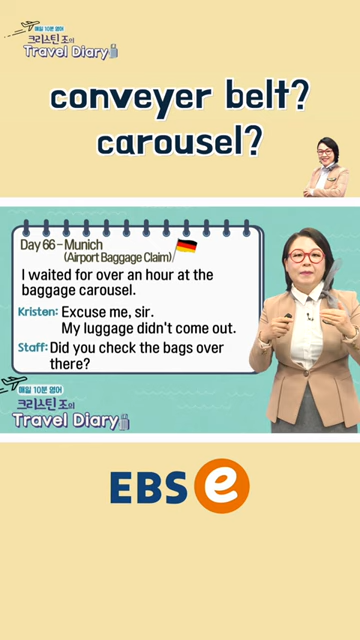 매일 10분 영어
크리스틴 조의
Travel Diary
conveyer belt?
carousel?
Day 66 – Munich
(Airport Baggage Claim)
I waited for over an hour at the
baggage carousel.
Kristen: Excuse me, sir.
My luggage didn't come out.
Staff: Did you check the bags over
there?
매일 10분 영어
크리스틴 조의
Travel Diary
EBS e